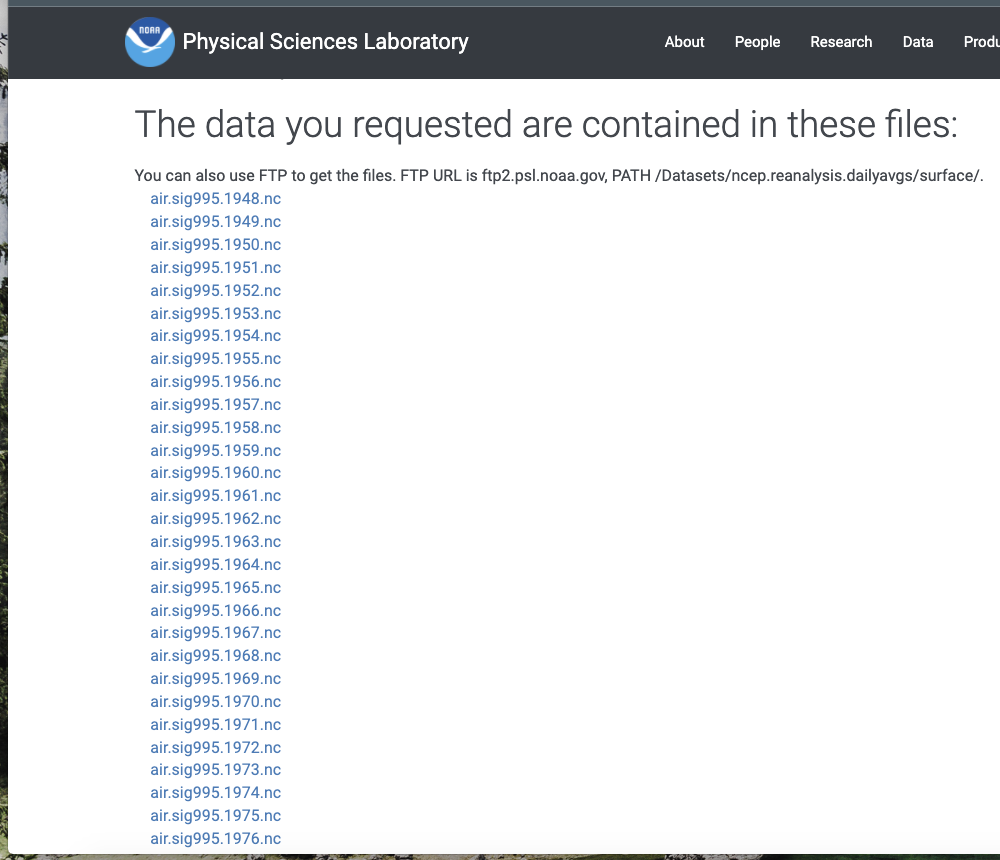 NOAA
Physical Sciences Laboratory
About People Research Data Produ
The data you requested are contained in these files:
You can also use FTP to get the files. FTP URL is ftp2.psl.noaa.gov, PATH /Datasets/ncep.reanalysis.dailyavgs/surface/.
air.sig995.1948.nc
air.sig995.1949.nc
air.sig995.1950.nc
air.sig995.1951.nc
air.sig995.1952.nc
air.sig995.1953.nc
air.sig995.1954.nc
air.sig995.1955.nc
air.sig995.1956.nc
air.sig995.1957.nc
air.sig995.1958.nc
air.sig995.1959.nc
air.sig995.1960.nc
air.sig995.1961.nc
air.sig995.1962.nc
air.sig995.1963.nc
air.sig995.1964.nc
air.sig995.1965.nc
air.sig995.1966.nc
air.sig995.1967.nc
air.sig995.1968.nc
air.sig995.1969.nc
air.sig995.1970.nc
air.sig995.1971.nc
air.sig995.1972.nc
air.sig995.1973.nc
air.sig995.1974.nc
air.sig995.1975.nc
air.sig995.1976.nc